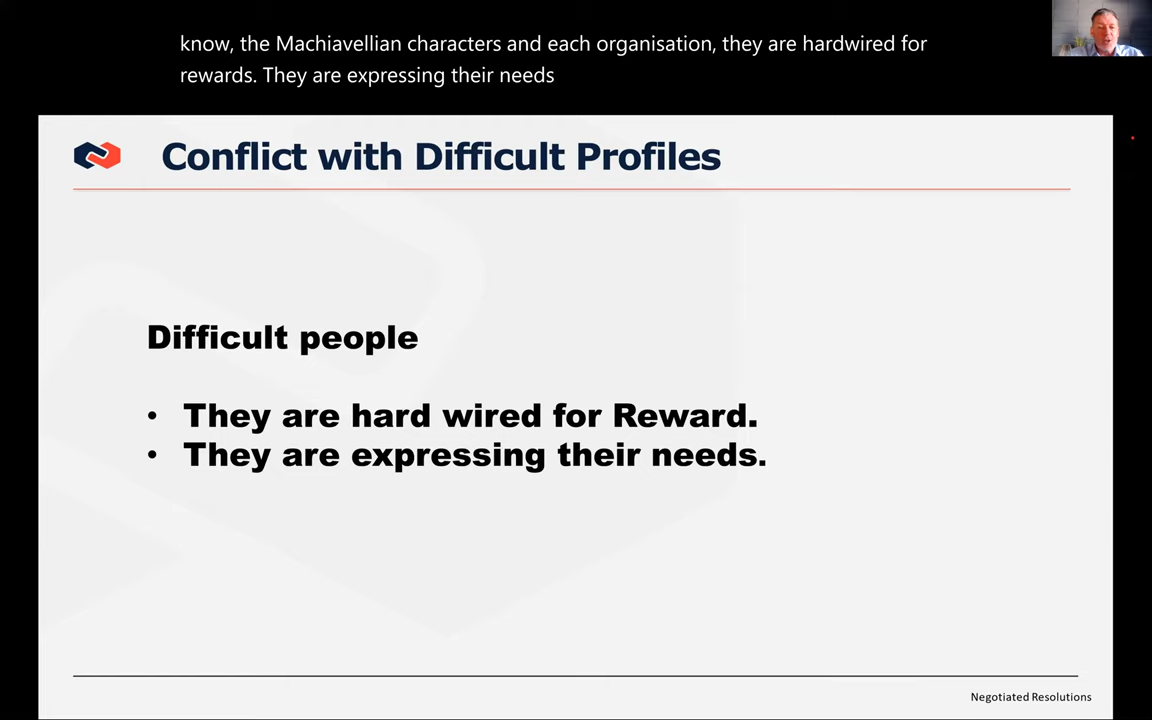 know, the Machiavellian characters and each organisation, they are hardwired for
rewards. They are expressing their needs
Conflict with Difficult Profiles
Difficult people
• They are hard wired for Reward.
• They are expressing their needs.
Negotiated Resolutions